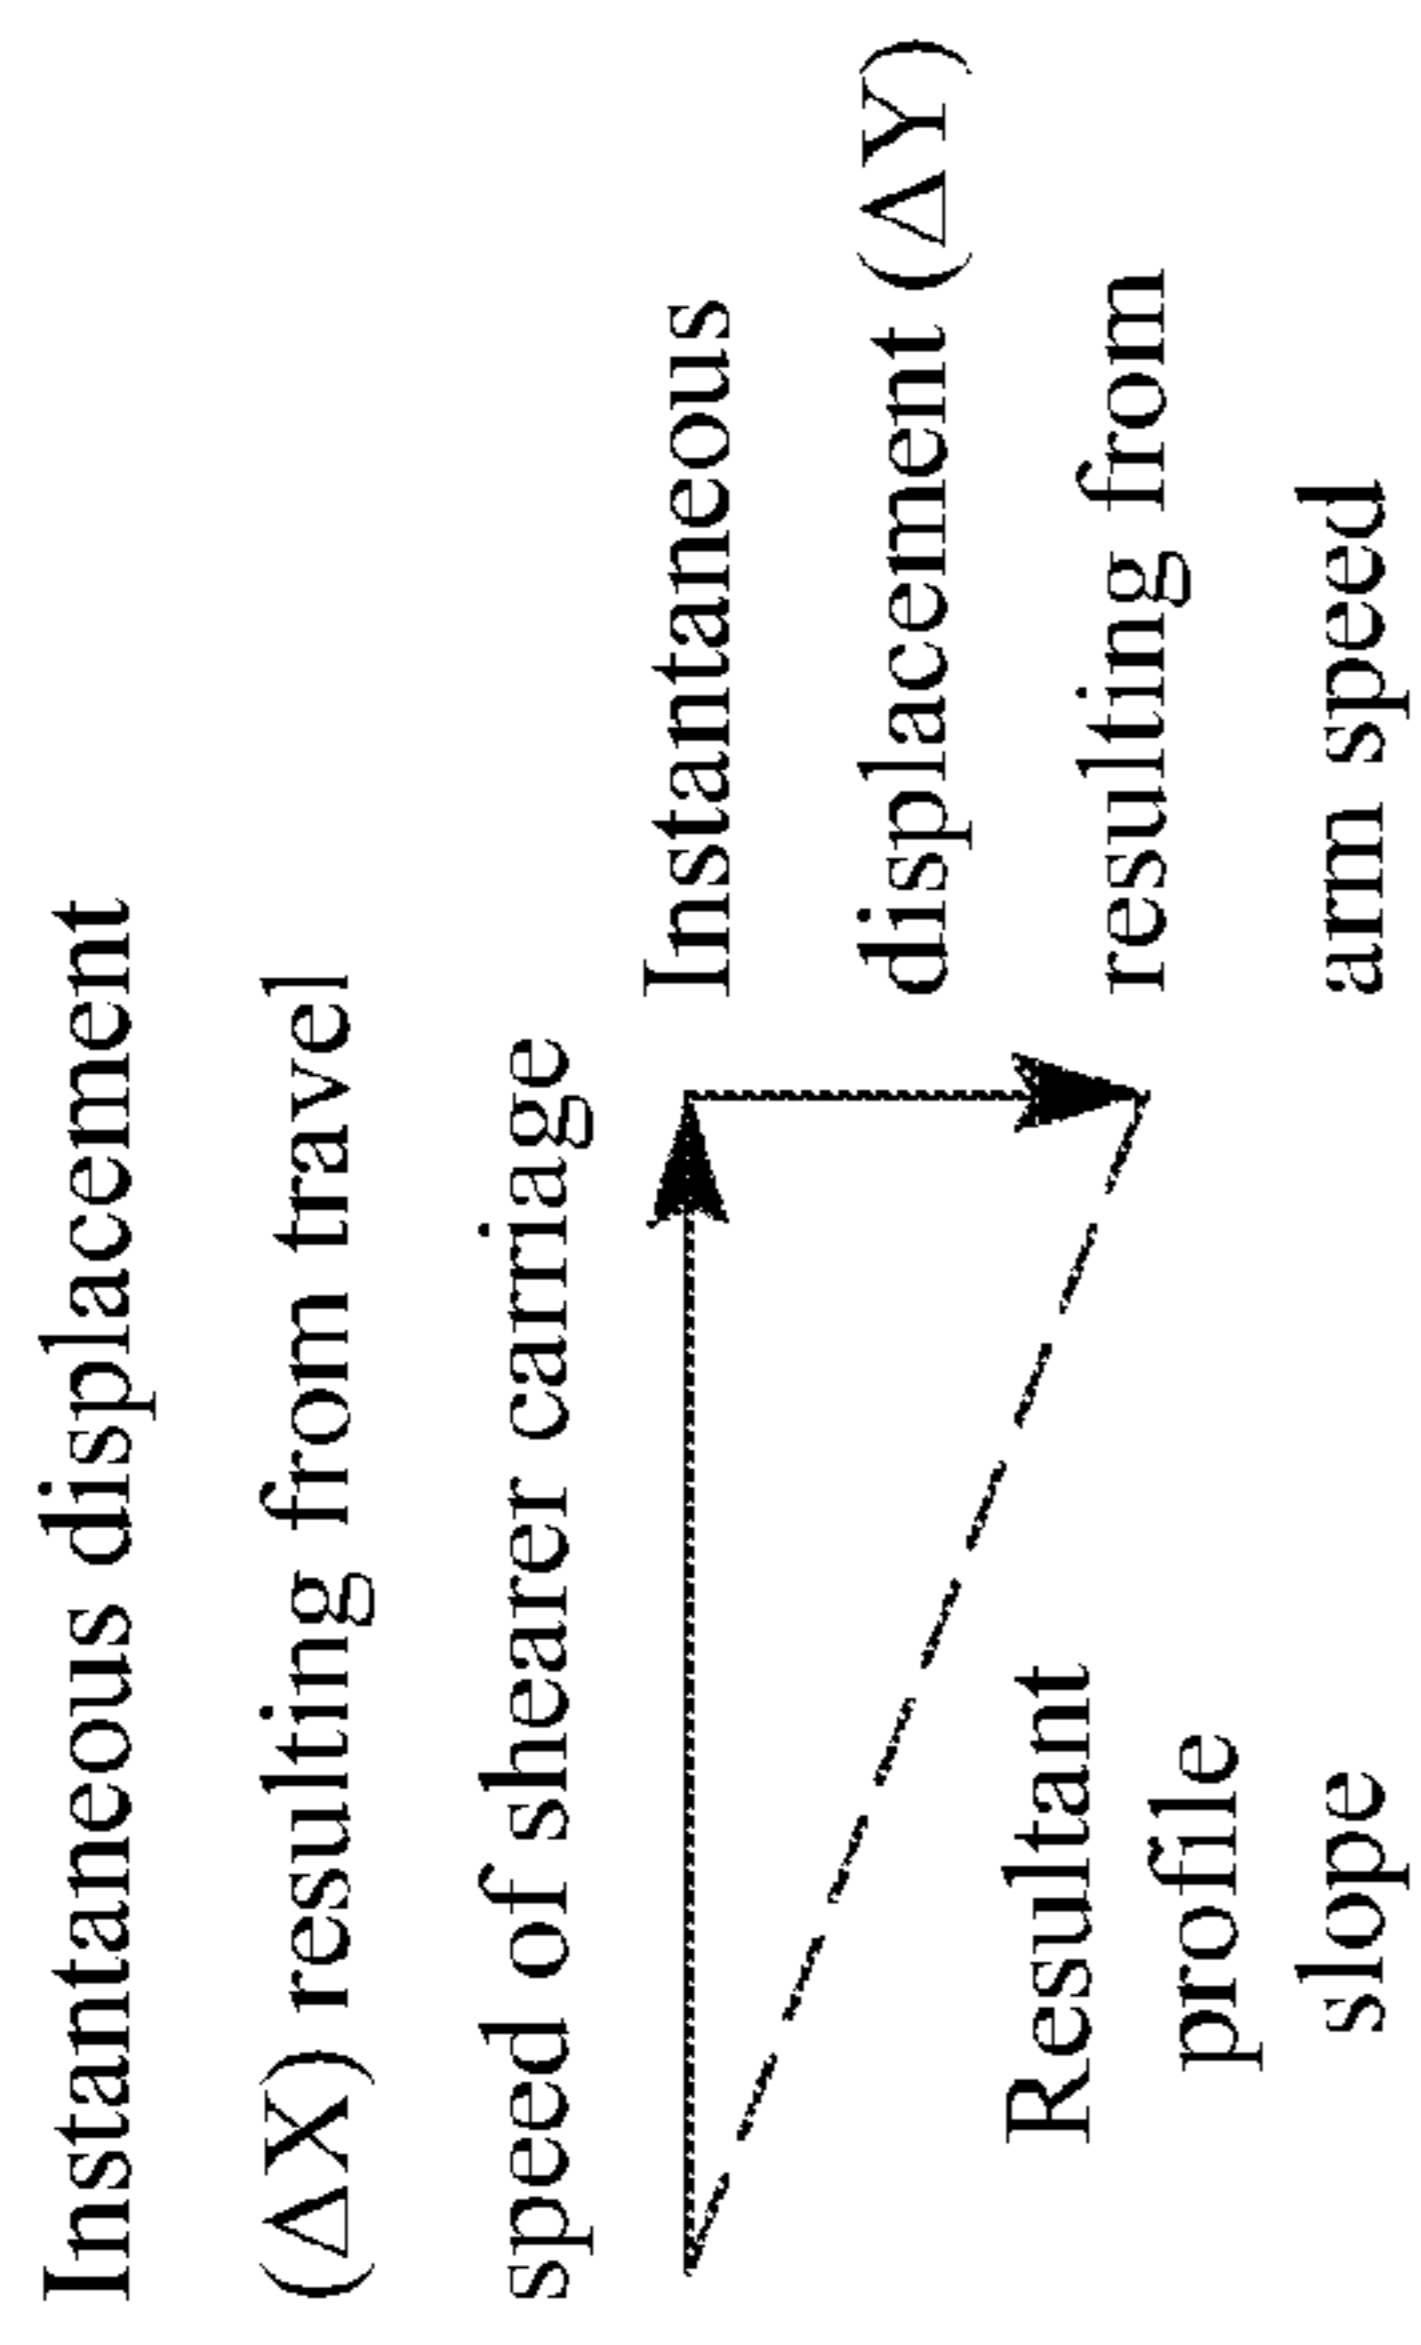 Instantaneous displacement
(ΔX) resulting from travel
speed of shearer carriage
Instantaneous
displacement (ΔY)
resulting from
arm speed
Resultant
profile
slope